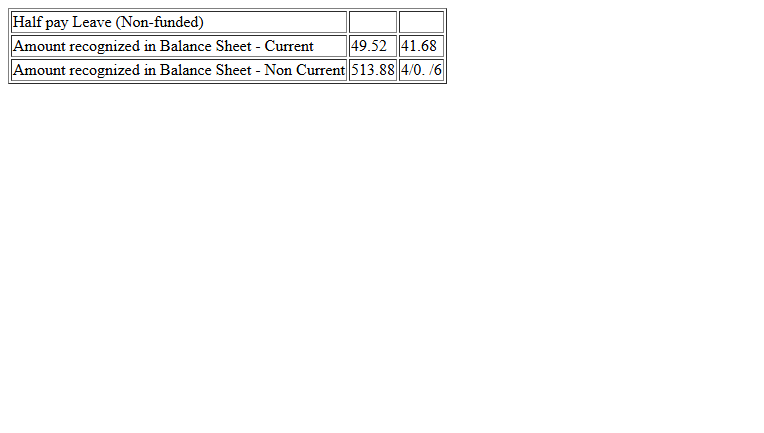 Half pay Leave (Non-funded)
Amount recognized in Balance Sheet - Current 49.52 41.68
Amount recognized in Balance Sheet - Non Current 513.88 4/0. /6